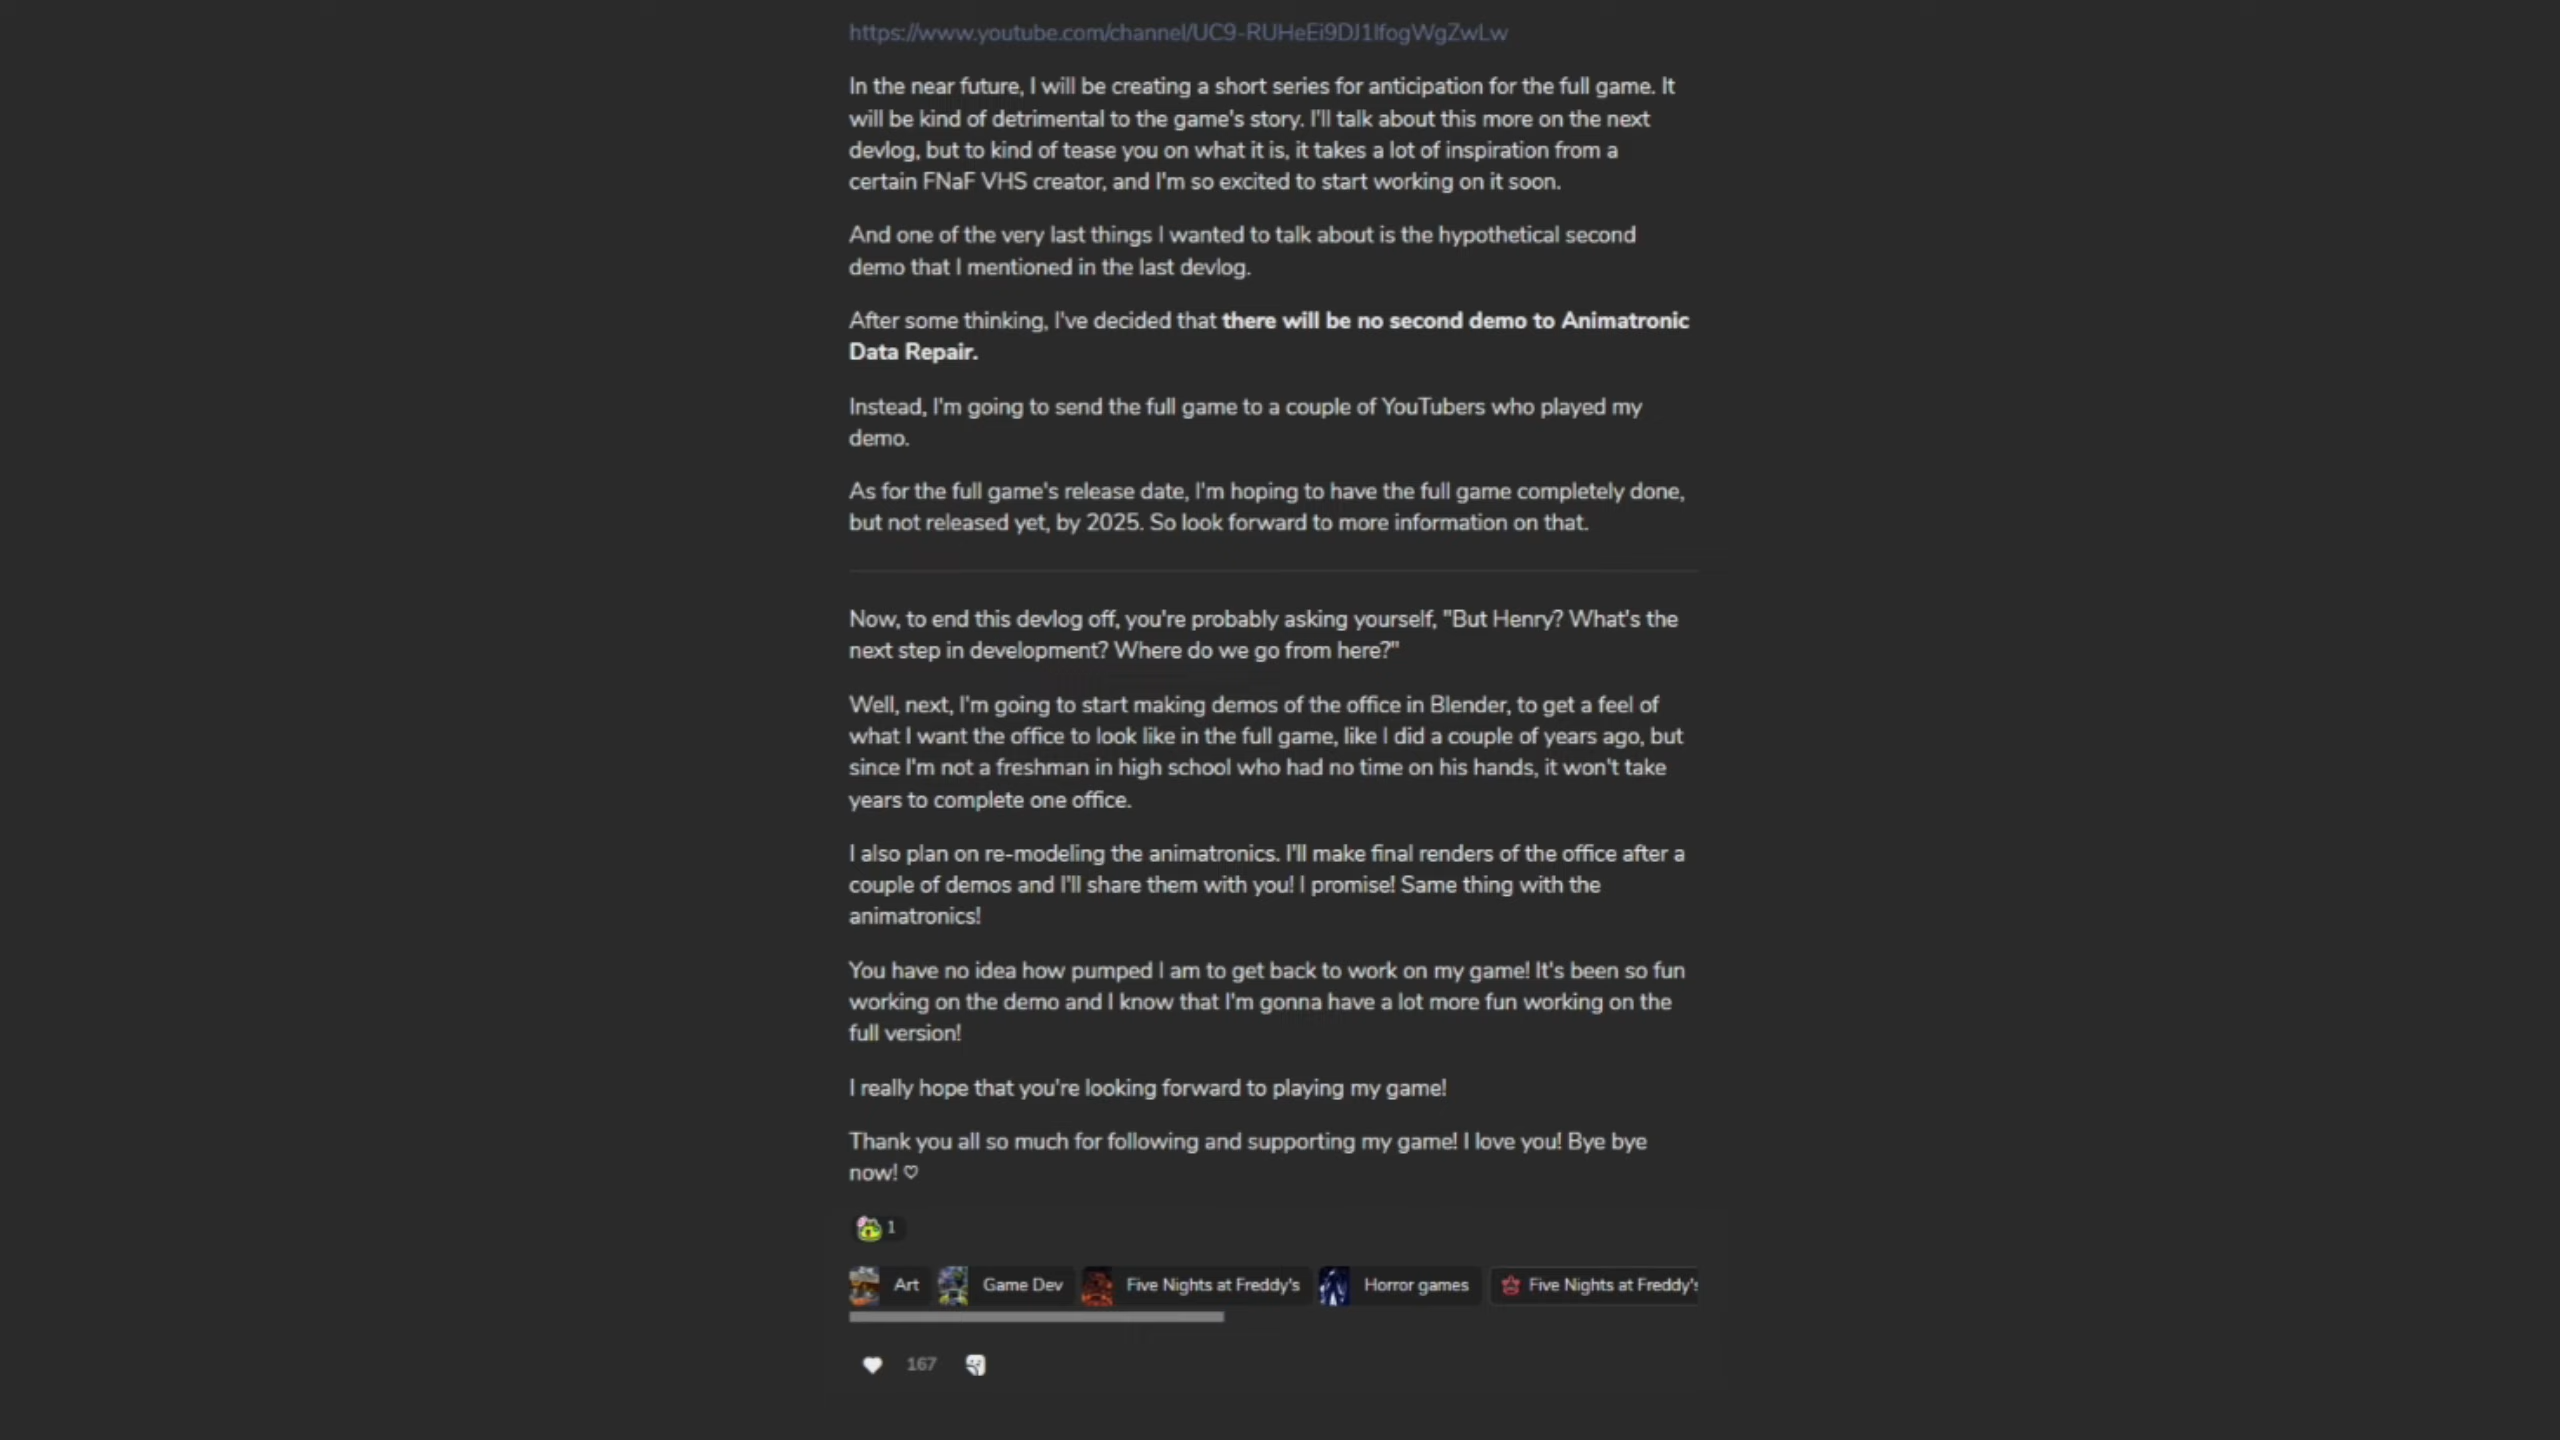 https://www.youtube.com/channel/UC9-RUHeEi9DJ1lfogWgZwLw
In the near future, I will be creating a short series for anticipation for the full game. It
will be kind of detrimental to the game's story. I'll talk about this more on the next
devlog, but to kind of tease you on what it is, it takes a lot of inspiration from a
certain FNaF VHS creator, and I'm so excited to start working on it soon.
And one of the very last things I wanted to talk about is the hypothetical second
demo that I mentioned in the last devlog.
After some thinking, I've decided that there will be no second demo to Animatronic
Data Repair.
Instead, I'm going to send the full game to a couple of YouTubers who played my
demo.
As for the full game's release date, I'm hoping to have the full game completely done,
but not released yet, by 2025. So look forward to more information on that.
Now, to end this devlog off, you're probably asking yourself, "But Henry? What's the
next step in development? Where do we go from here?"
Well, next, I'm going to start making demos of the office in Blender, to get a feel of
what I want the office to look like in the full game, like I did a couple of years ago, but
since I'm not a freshman in high school who had no time on his hands, it won't take
years to complete one office.
I also plan on re-modeling the animatronics. I'll make final renders of the office after a
couple of demos and I'll share them with you! I promise! Same thing with the
animatronics!
You have no idea how pumped I am to get back to work on my game! It's been so fun
working on the demo and I know that I'm gonna have a lot more fun working on the
full version!
I really hope that you're looking forward to playing my game!
Thank you all so much for following and supporting my game! I love you! Bye bye
now! ♡
1
Art Game Dev Five Nights at Freddy's Horror games Five Nights at Freddy's
167